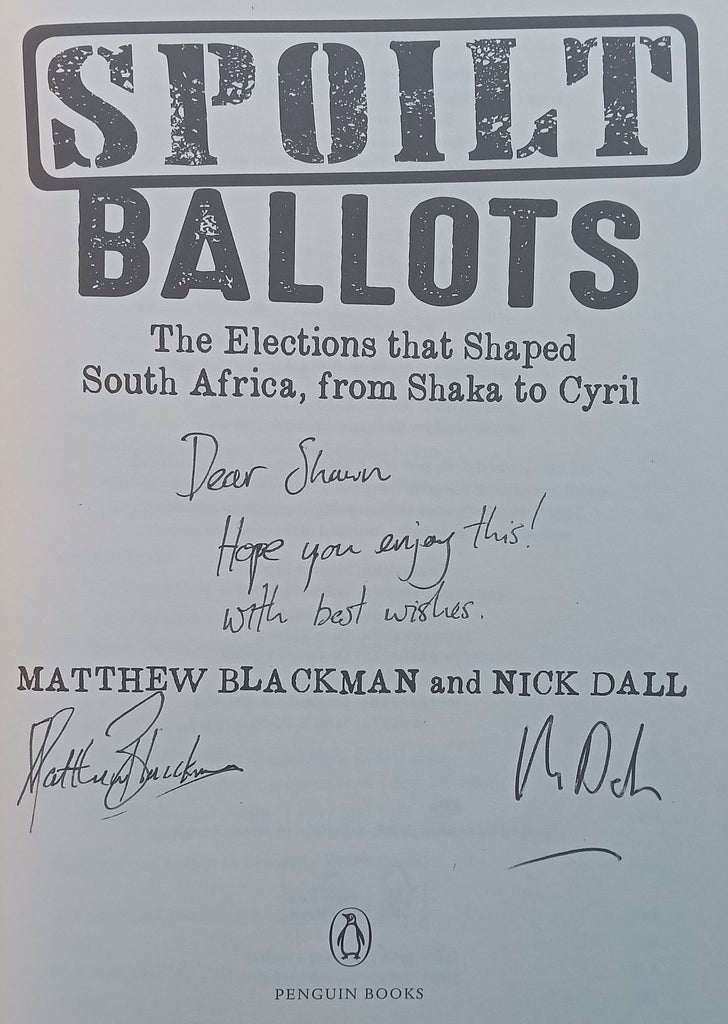 SPOILT
BALLOTS
The Elections that Shaped
South Africa, from Shaka to Cyril
Dear Shawn
Hope you enjoy this!
with best wishes.
MATTHEW BLACKMAN and NICK DALL
Matthew Blackman
PENGUIN BOOKS